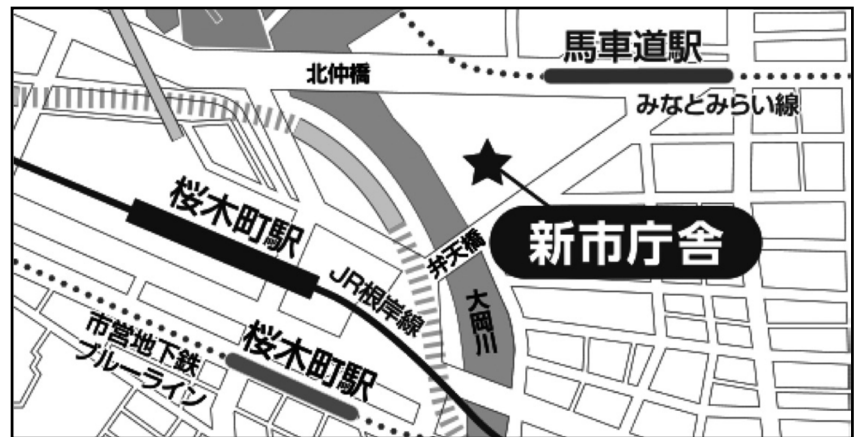 北仲橋
馬車道駅
みなとみらい線
桜木町駅
新市庁舎
弁天橋
JR根岸線
大岡川
市営地下鉄
ブルーライン
桜木町駅